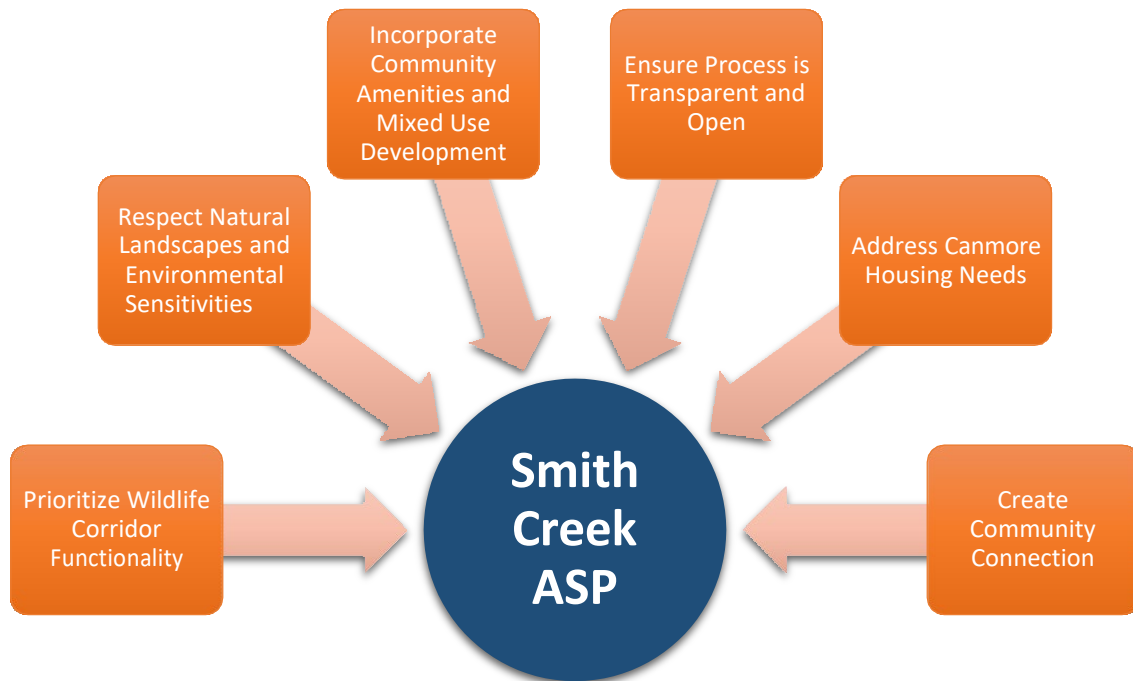 Incorporate
Community
Amenities and
Mixed Use
Development
Ensure Process is
Transparent and
Open
Respect Natural
Landscapes and
Environmental
Sensitivities
Address Canmore
Housing Needs
Prioritize Wildlife
Corridor
Functionality
Smith
Creek
ASP
Create
Community
Connection